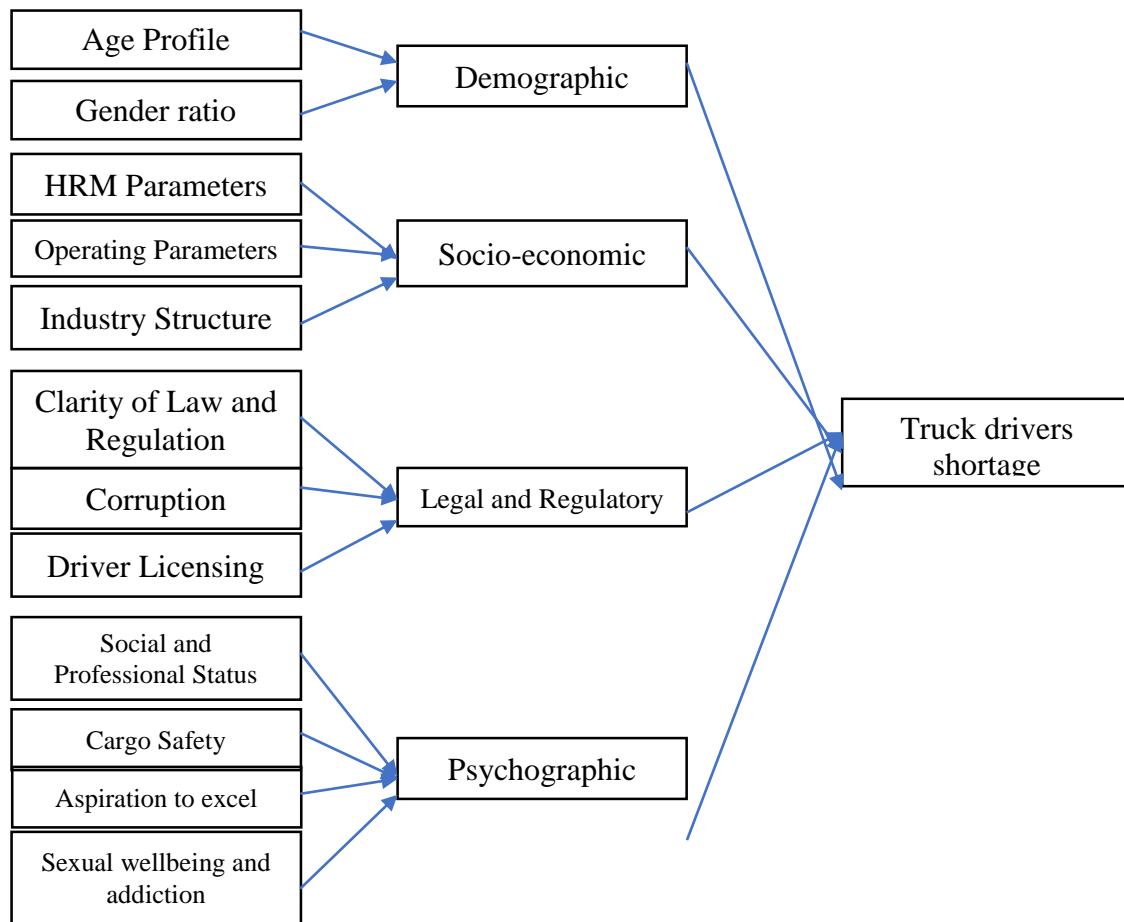 Age Profile
Gender ratio
Demographic
HRM Parameters
Operating Parameters
Industry Structure
Socio-economic
Clarity of Law and
Regulation
Corruption
Driver Licensing
Legal and Regulatory
Social and
Professional Status
Cargo Safety
Aspiration to excel
Sexual wellbeing and
addiction
Psychographic
Truck drivers
shortage